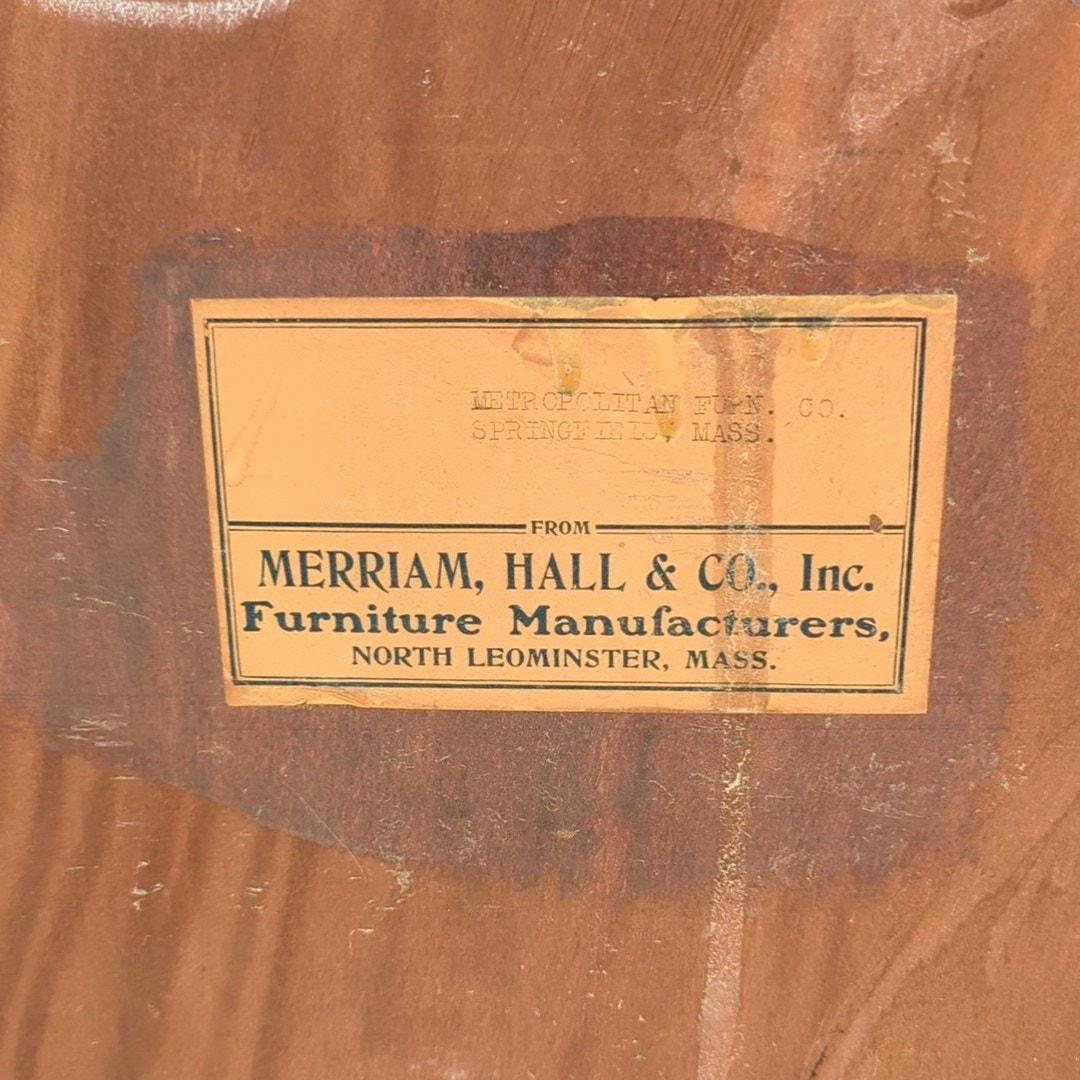 METROPOLITAN FURN. CO.
SPRINGFIELD, MASS.
FROM
MERRIAM, HALL & CO., Inc.
Furniture Manufacturers,
NORTH LEOMINSTER, MASS.